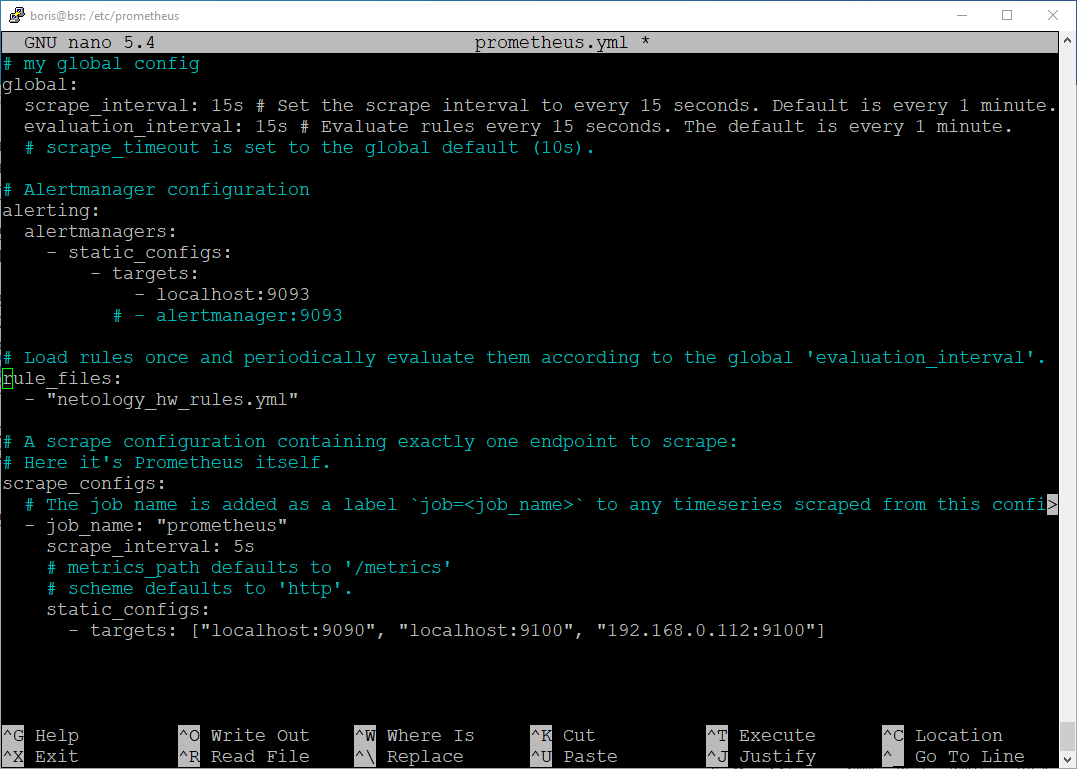 boris@bsr: /etc/prometheus
GNU nano 5.4 prometheus.yml *
# my global config
global:
  scrape_interval: 15s # Set the scrape interval to every 15 seconds. Default is every 1 minute.
  evaluation_interval: 15s # Evaluate rules every 15 seconds. The default is every 1 minute.
  # scrape_timeout is set to the global default (10s).

# Alertmanager configuration
alerting:
  alertmanagers:
    - static_configs:
        - targets:
            - localhost:9093
          # - alertmanager:9093

# Load rules once and periodically evaluate them according to the global 'evaluation_interval'.
rule_files:
  - "netology_hw_rules.yml"

# A scrape configuration containing exactly one endpoint to scrape:
# Here it's Prometheus itself.
scrape_configs:
  # The job name is added as a label `job=<job_name>` to any timeseries scraped from this confi>
  - job_name: "prometheus"
    scrape_interval: 5s
    # metrics_path defaults to '/metrics'
    # scheme defaults to 'http'.
    static_configs:
      - targets: ["localhost:9090", "localhost:9100", "192.168.0.112:9100"]

^G Help ^O Write Out ^W Where Is ^K Cut ^T Execute ^C Location
^X Exit ^R Read File ^\ Replace ^U Paste ^J Justify ^_ Go To Line